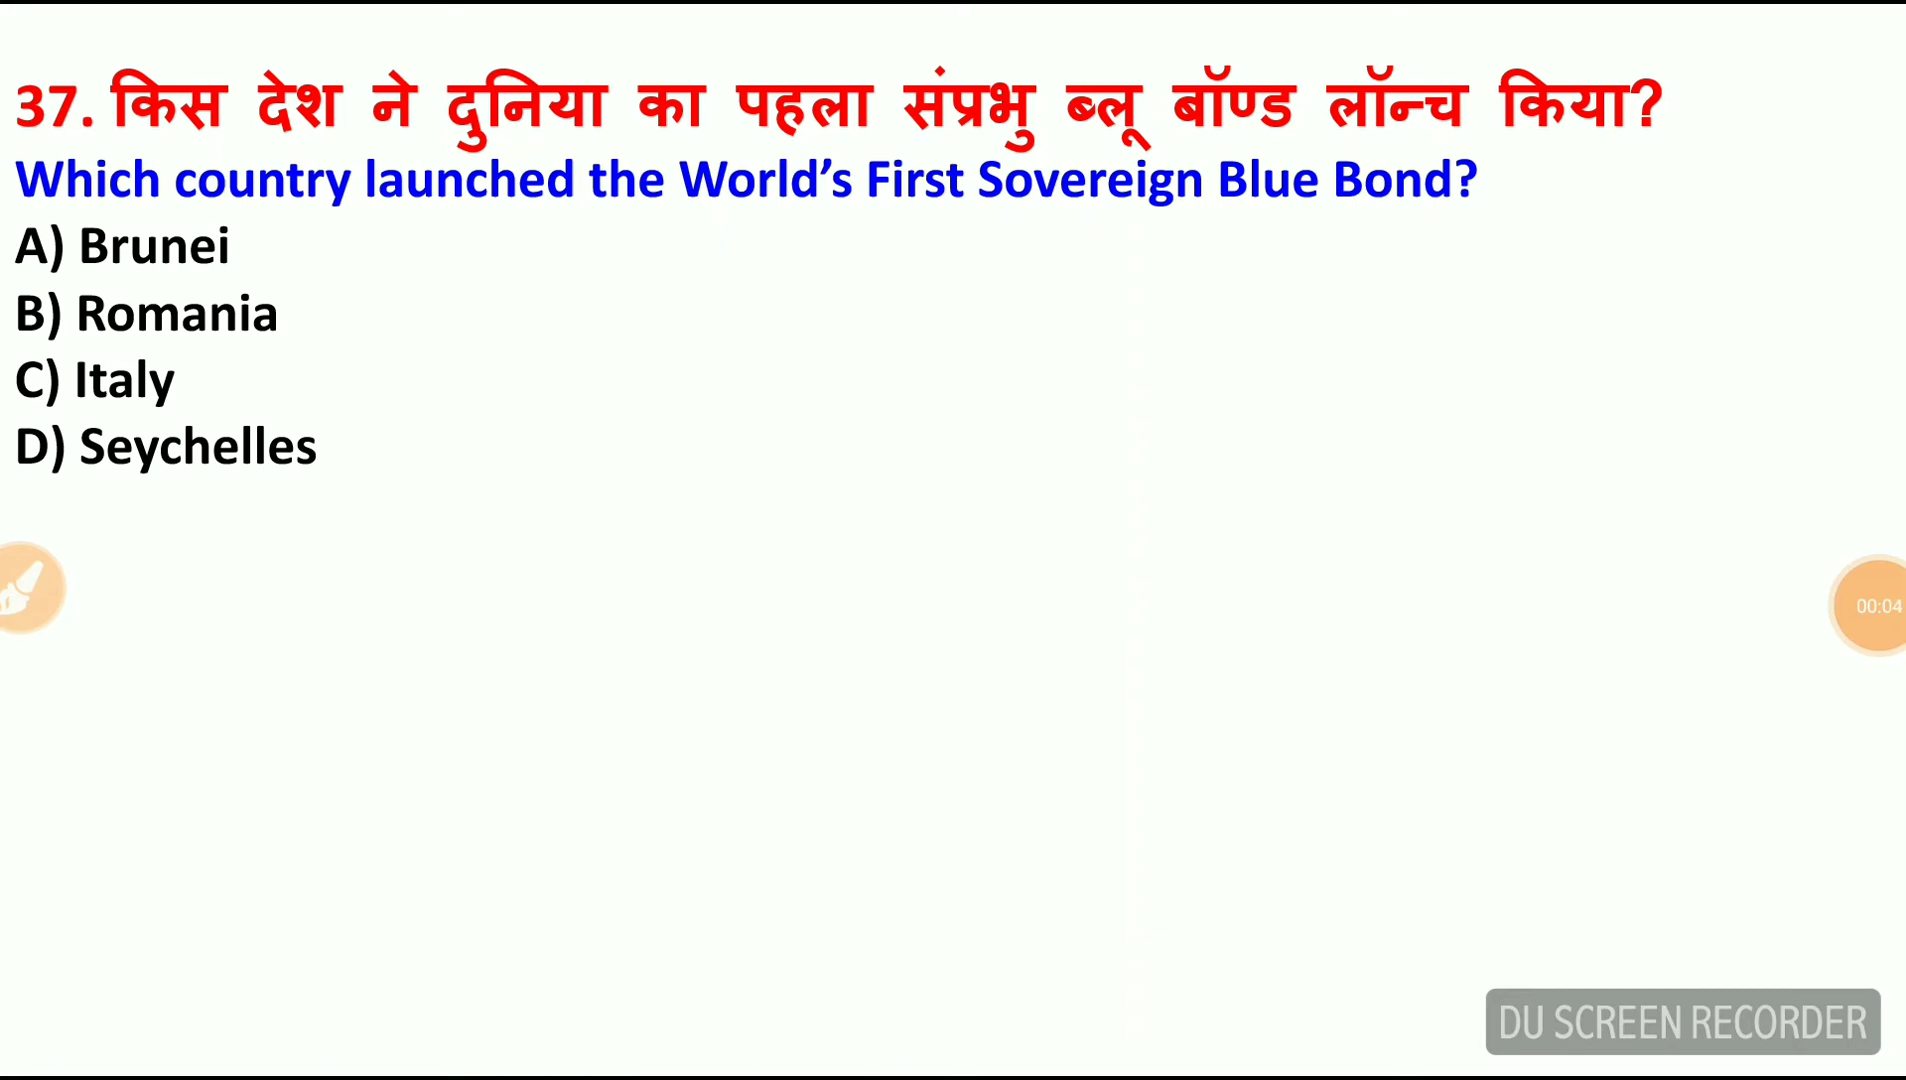 37. किस देश ने दुनिया का पहला संप्रभु ब्लू बॉण्ड लॉन्च किया?
Which country launched the World’s First Sovereign Blue Bond?
A) Brunei
B) Romania
C) Italy
D) Seychelles
00:04
DU SCREEN RECORDER